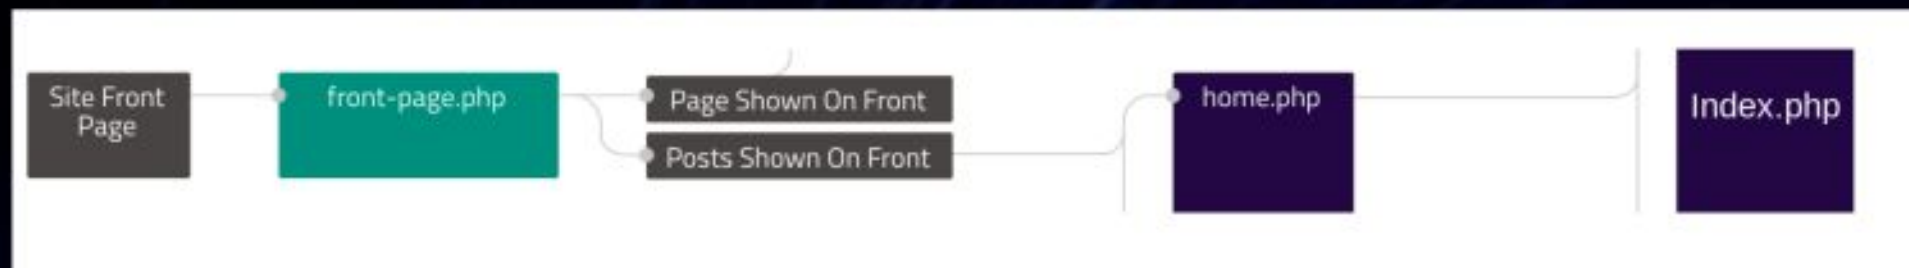 Site Front
Page
front-page.php
Page Shown On Front
Posts Shown On Front
home.php
Index.php